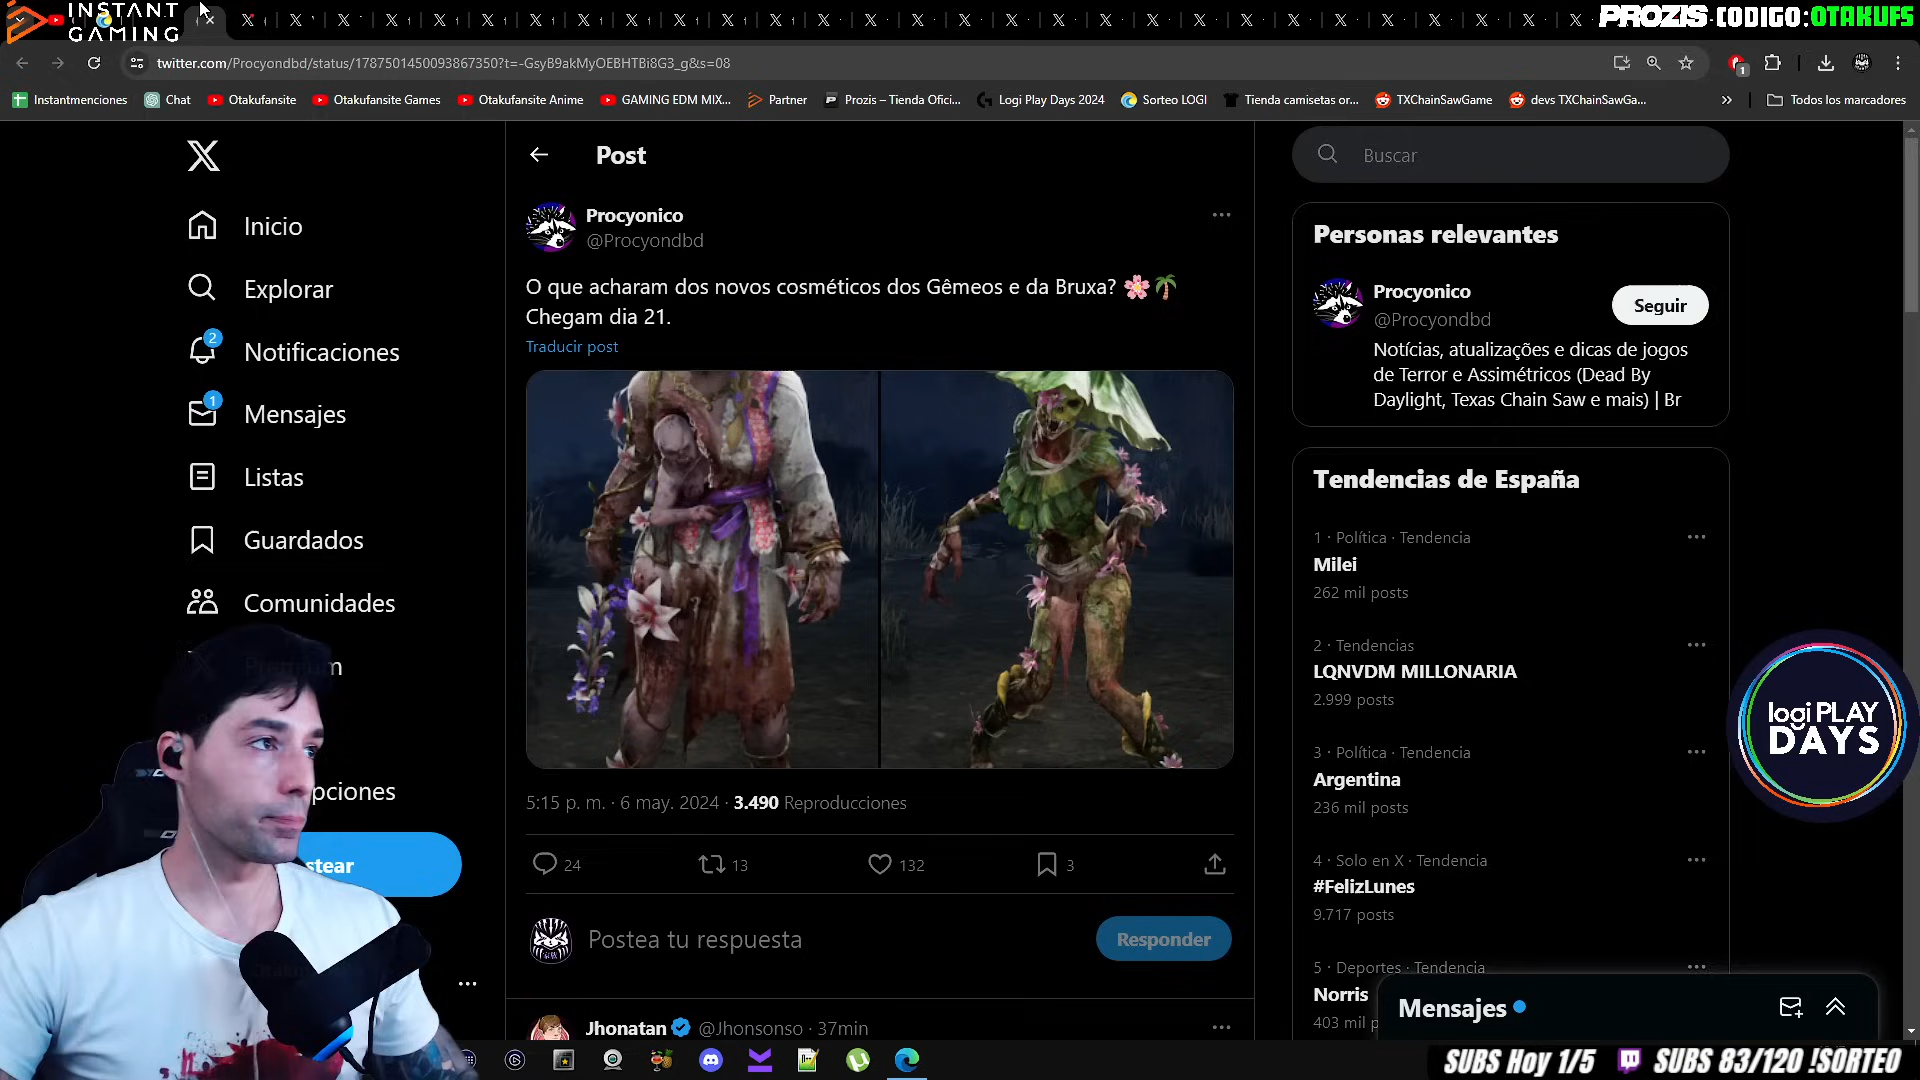 INSTANT
GAMING
PROZIS CODIGO:OTAKUFS
twitter.com/Procyondbd/status/1787501450093867350?t=-GsyB9akMyOEBHTBi8G3_g&s=08
1
Instantmenciones
Chat
Otakufansite
Otakufansite Games
Otakufansite Anime
GAMING EDM MIX...
Partner
Prozis – Tienda Ofici...
Logi Play Days 2024
Sorteo LOGI
Tienda camisetas or...
TXChainSawGame
devs TXChainSawGa...
Todos los marcadores
Inicio
Explorar
2
Notificaciones
1
Mensajes
Listas
Guardados
Comunidades
Post
Procyonico
@Procyondbd
O que acharam dos novos cosméticos dos Gêmeos e da Bruxa? 🌸🌴
Chegam dia 21.
Traducir post
5:15 p. m. · 6 may. 2024 · 3.490 Reproducciones
24
13
132
3
Postea tu respuesta
Responder
Jhonatan @Jhonsonso · 37min
Buscar
Personas relevantes
Procyonico
@Procyondbd
Seguir
Notícias, atualizações e dicas de jogos
de Terror e Assimétricos (Dead By
Daylight, Texas Chain Saw e mais) | Br
Tendencias de España
1 · Política · Tendencia
Milei
262 mil posts
2 · Tendencias
LQNVDM MILLONARIA
2.999 posts
3 · Política · Tendencia
Argentina
236 mil posts
4 · Solo en X · Tendencia
#FelizLunes
9.717 posts
5 · Deportes · Tendencia
Norris
403 mil p
Mensajes
logi PLAY
DAYS
SUBS Hoy 1/5
SUBS 83/120 !SORTEO